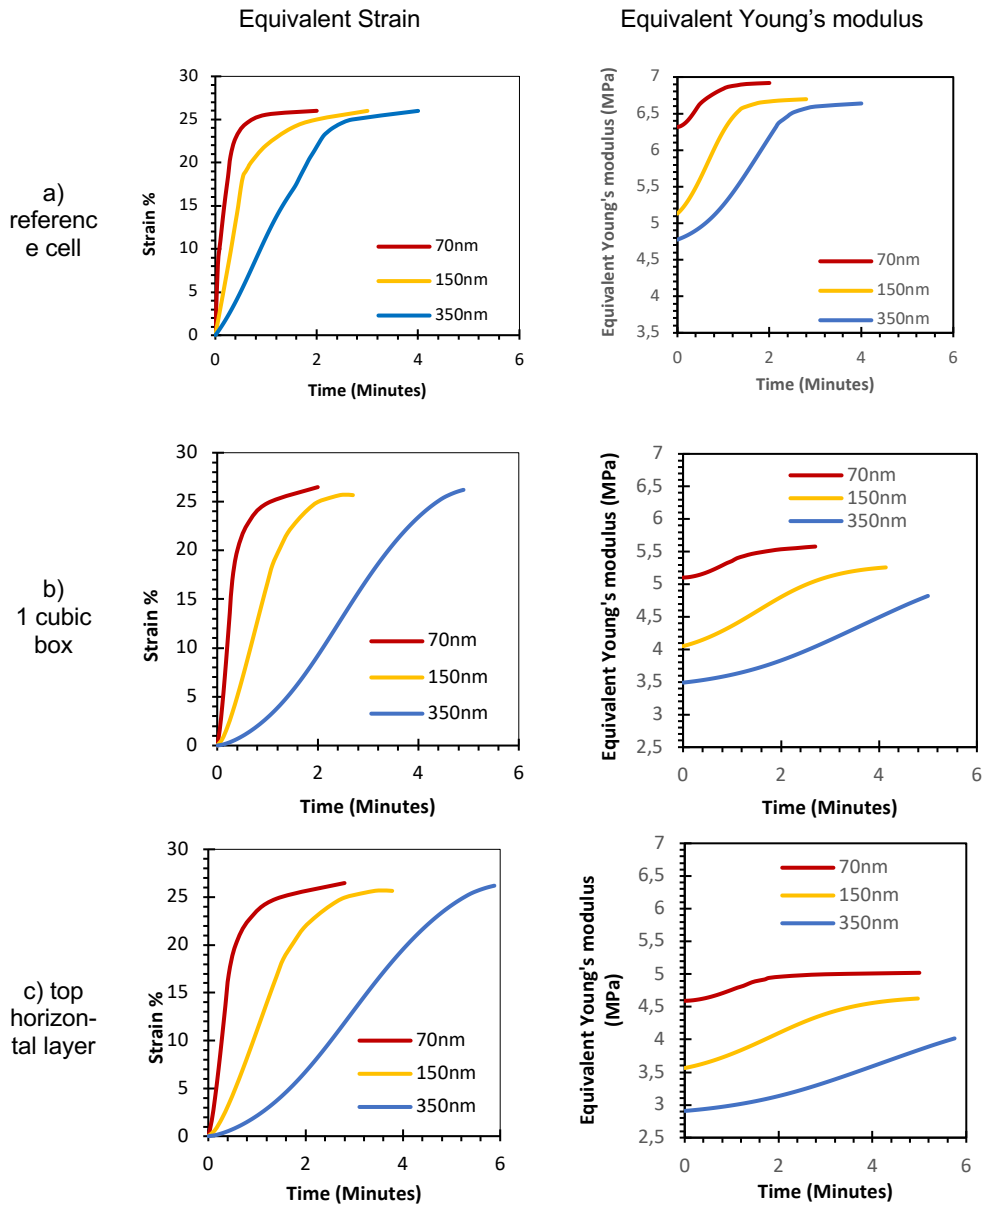 Equivalent Strain
Equivalent Young's modulus
a)
referenc
e cell
30
25
20
15
10
5
0
0 2 4 6
Strain %
Time (Minutes)
70nm
150nm
350nm
7
6,5
6
5,5
5
4,5
4
3,5
0 2 4 6
Equivalent Young's modulus (MPa)
Time (Minutes)
70nm
150nm
350nm
b)
1 cubic
box
30
25
20
15
10
5
0
0 2 4 6
Strain %
Time (Minutes)
70nm
150nm
350nm
7
6,5
6
5,5
5
4,5
4
3,5
3
2,5
0 2 4 6
Equivalent Young's modulus (MPa)
Time (Minutes)
70nm
150nm
350nm
c) top
horizon-
tal layer
30
25
20
15
10
5
0
0 2 4 6
Strain %
Time (Minutes)
70nm
150nm
350nm
7
6,5
6
5,5
5
4,5
4
3,5
3
2,5
0 2 4 6
Equivalent Young's modulus
(MPa)
Time (Minutes)
70nm
150nm
350nm